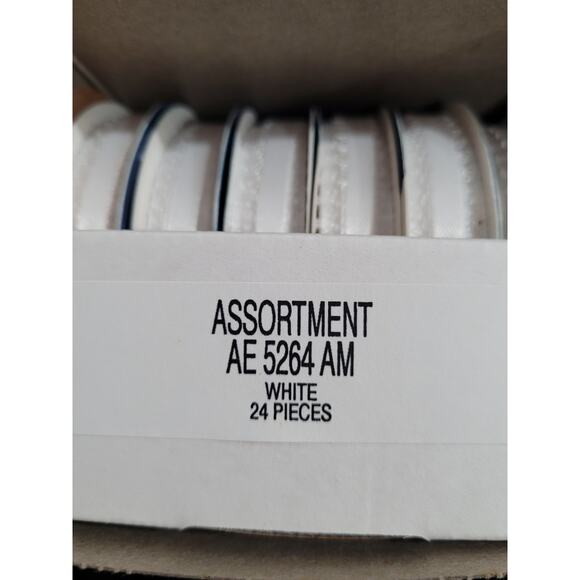 ASSORTMENT
AE 5264 AM
WHITE
24 PIECES